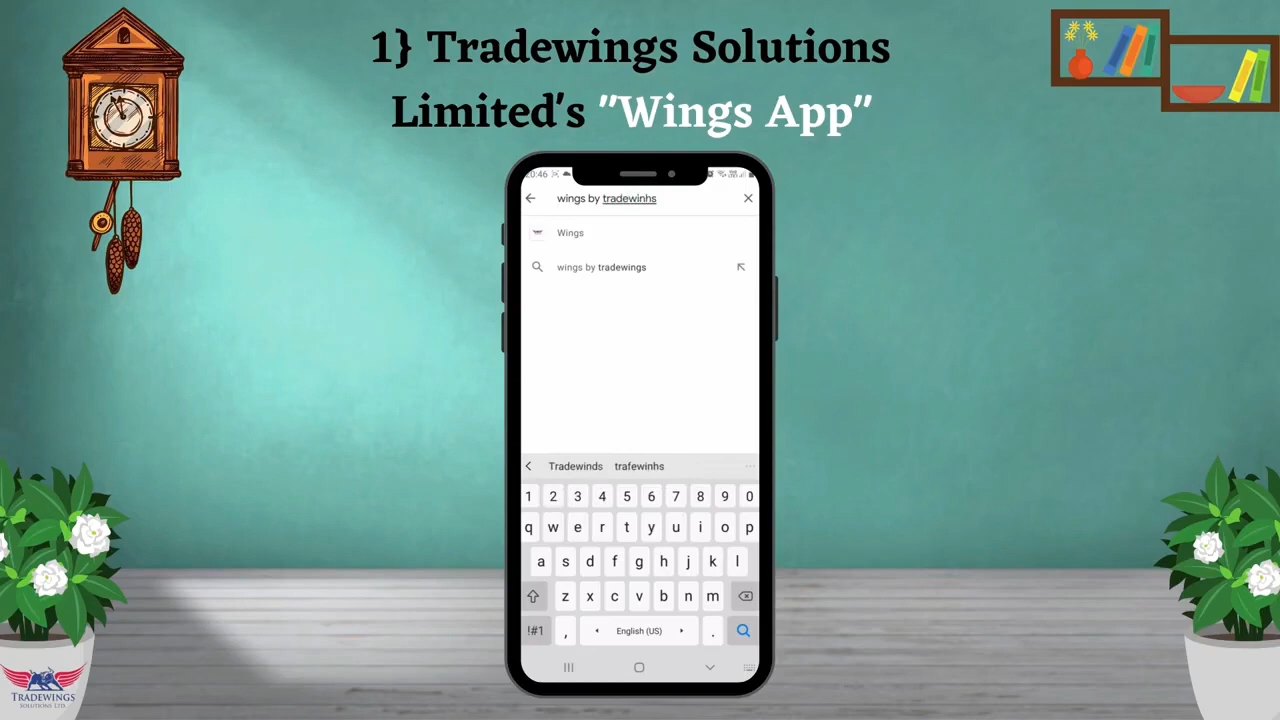 1} Tradewings Solutions
Limited's "Wings App"
20:46
wings by tradewinhs
Wings
wings by tradewings
Tradewinds trafewinhs
1 2 3 4 5 6 7 8 9 0
q w e r t y u i o p
a s d f g h j k l
z x c v b n m
!#1 , English (US) .
TRADEWINGS
SOLUTIONS LTD.